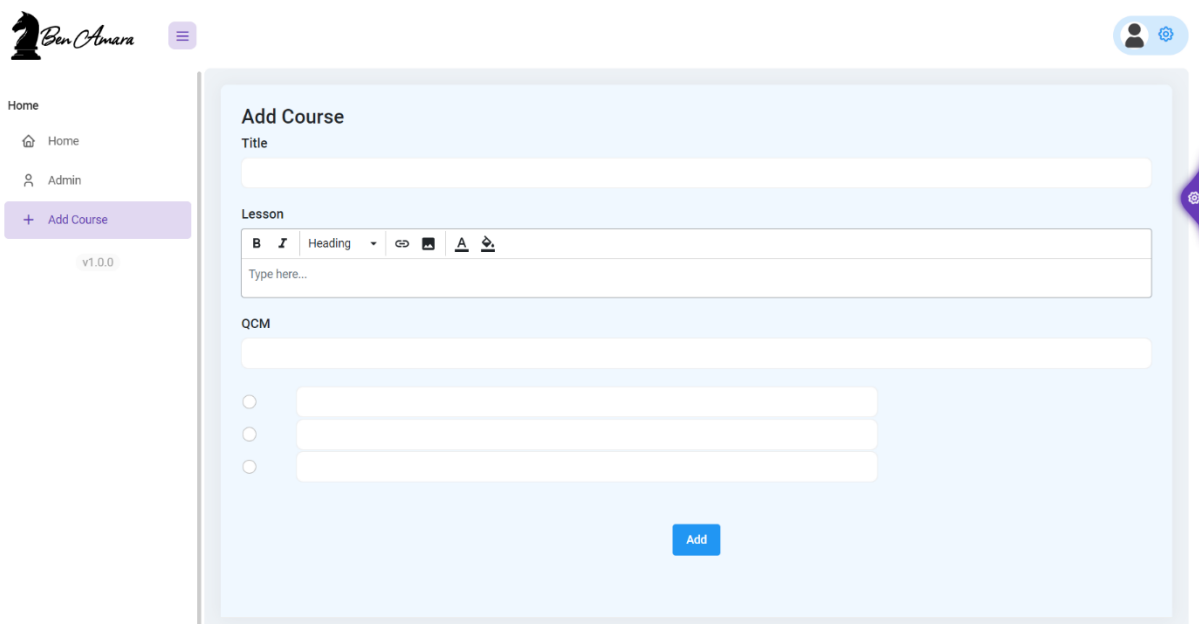 Ben Amara
Home
Home
Admin
Add Course
v1.0.0
Add Course
Title
Lesson
B I Heading A
Type here...
QCM
Add